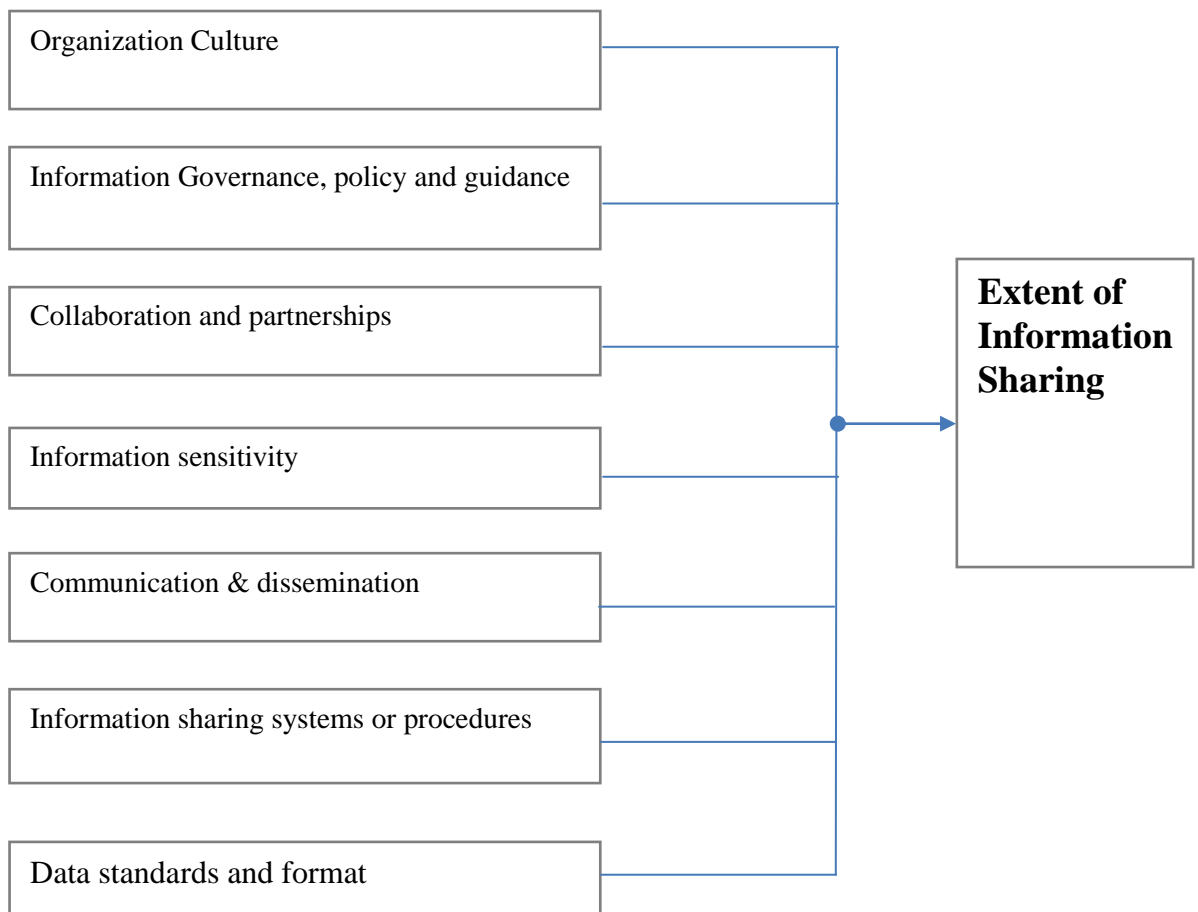 Organization Culture
Information Governance, policy and guidance
Collaboration and partnerships
Information sensitivity
Communication & dissemination
Information sharing systems or procedures
Data standards and format
Extent of
Information
Sharing